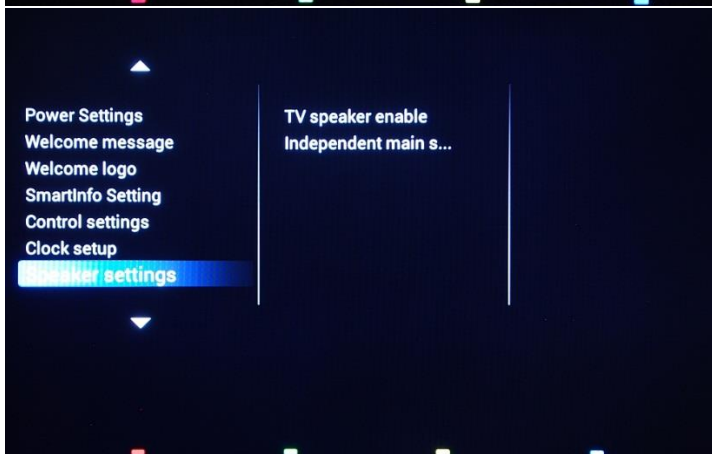 Power Settings
Welcome message
Welcome logo
SmartInfo Setting
Control settings
Clock setup
Speaker settings
TV speaker enable
Independent main s...